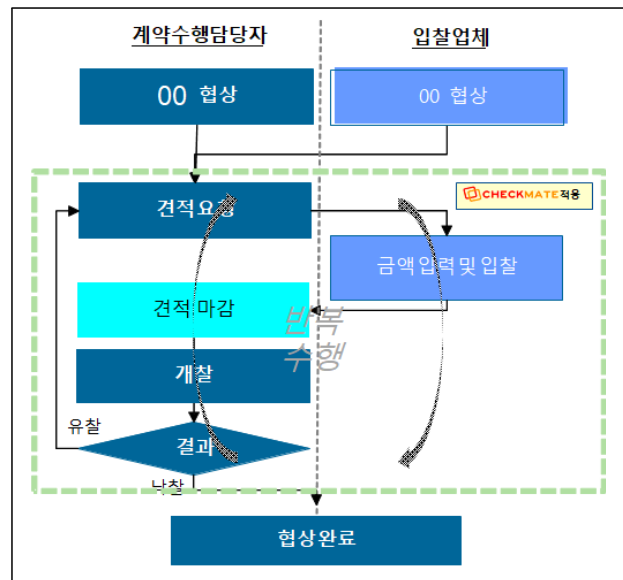 계약수행담당자
입찰업체
00 협상
00 협상
CHECKMATE적용
견적요청
금액입력 및 입찰
견적 마감
반복
수행
개찰
유찰
결과
낙찰
협상완료